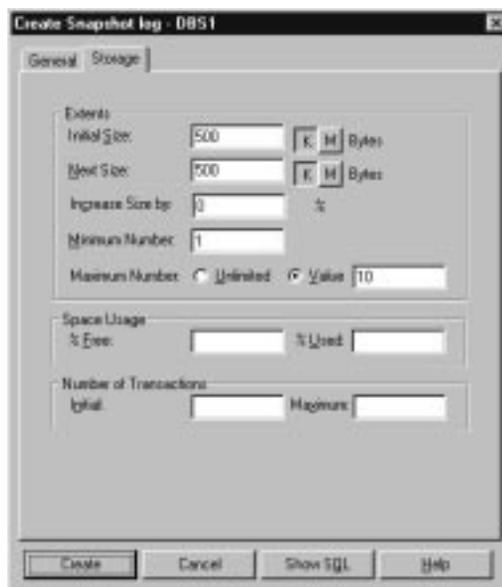 Create Snapshot log - DBS1
General Storage
Extents
Initial Size: 500 K M Bytes
Next Size: 500 K M Bytes
Increase Size by: 0 %
Minimum Number: 1
Maximum Number: Unlimited Value 10
Space Usage
% Free: % Used:
Number of Transactions
Initial: Maximum:
Create Cancel Show SQL Help